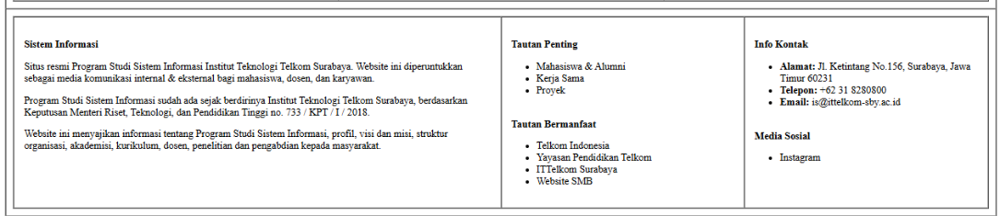 Sistem Informasi
Situs resmi Program Studi Sistem Informasi Institut Teknologi Telkom Surabaya. Website ini diperuntukkan
sebagai media komunikasi internal & eksternal bagi mahasiswa, dosen, dan karyawan.
Program Studi Sistem Informasi sudah ada sejak berdirinya Institut Teknologi Telkom Surabaya, berdasarkan
Keputusan Menteri Riset, Teknologi, dan Pendidikan Tinggi no. 733 / KPT / I / 2018.
Website ini menyajikan informasi tentang Program Studi Sistem Informasi, profil, visi dan misi, struktur
organisasi, akademisi, kurikulum, dosen, penelitian dan pengabdian kepada masyarakat.
Tautan Penting
• Mahasiswa & Alumni
• Kerja Sama
• Proyek
Tautan Bermanfaat
• Telkom Indonesia
• Yayasan Pendidikan Telkom
• ITTelkom Surabaya
• Website SMB
Info Kontak
• Alamat: Jl. Ketintang No.156, Surabaya, Jawa
Timur 60231
• Telepon: +62 31 8280800
• Email: is@ittelkom-sby.ac.id
Media Sosial
• Instagram